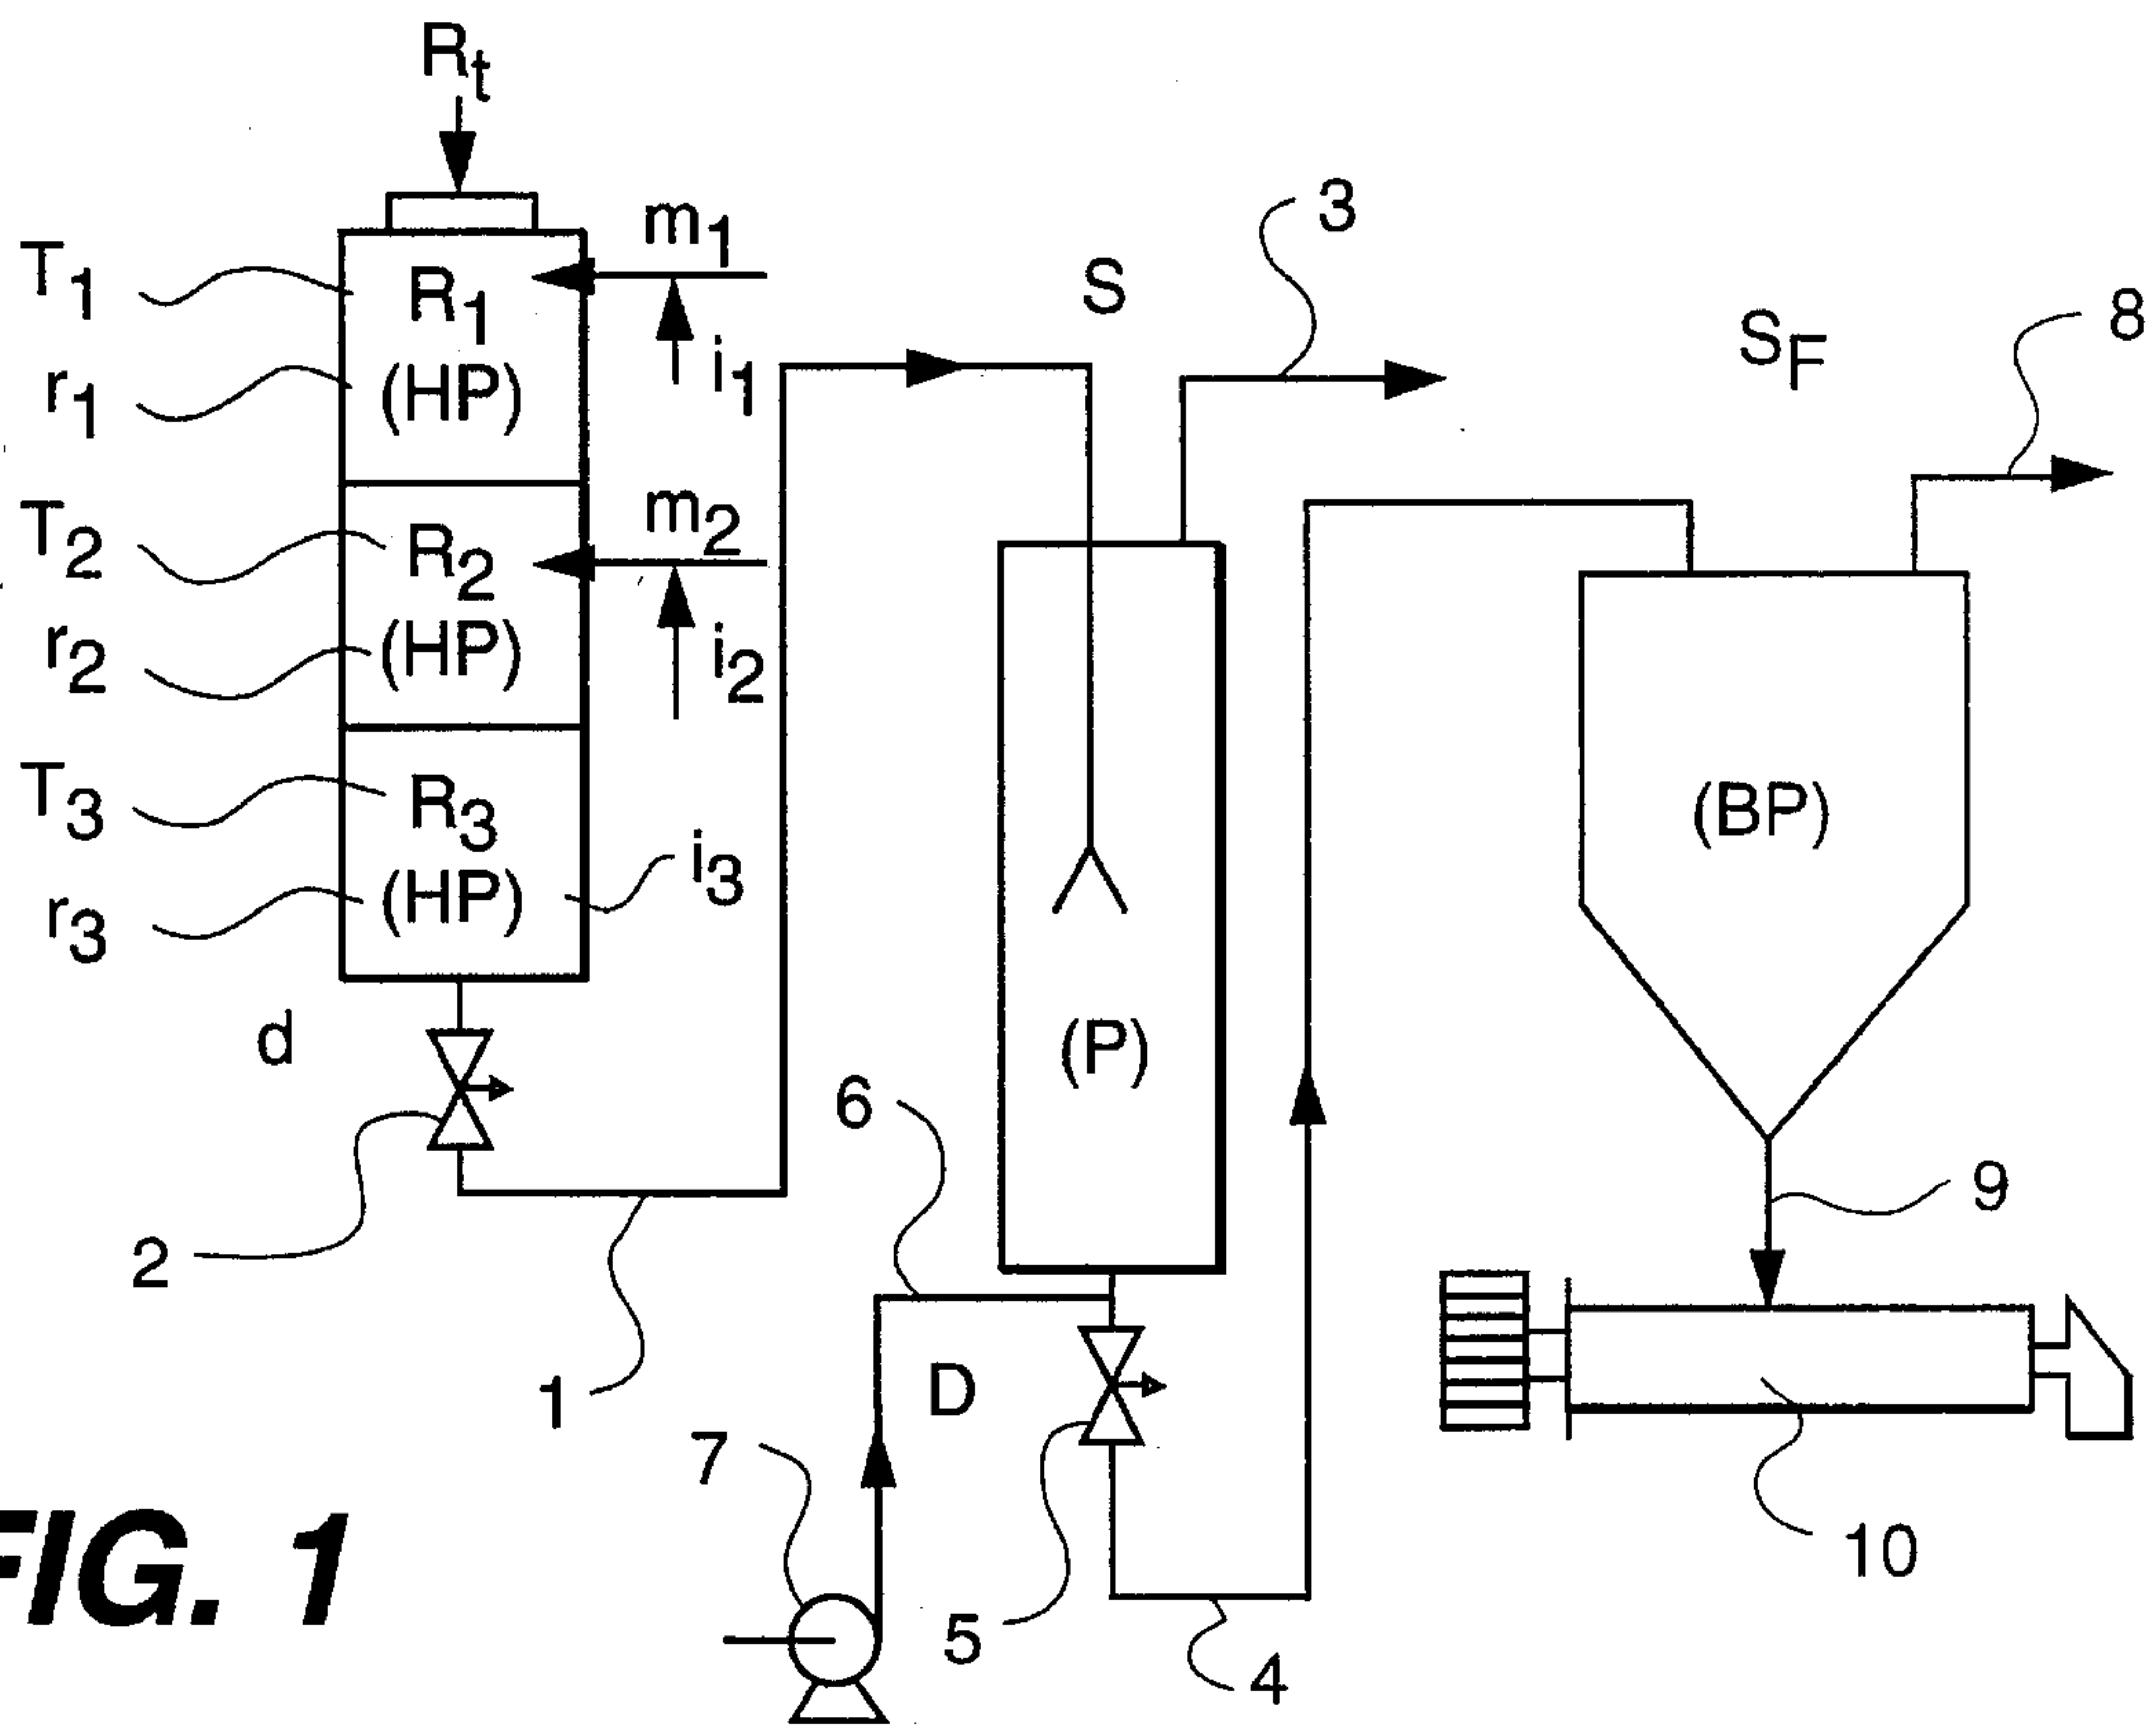 Rt
T1
R1
m1
r1
(HP)
i1
S
3
SF
8
T2
R2
m2
r2
(HP)
i2
T3
R3
(BP)
r3
(HP)
i3
d
(P)
6
2
9
1
D
7
10
5
4
FIG. 1